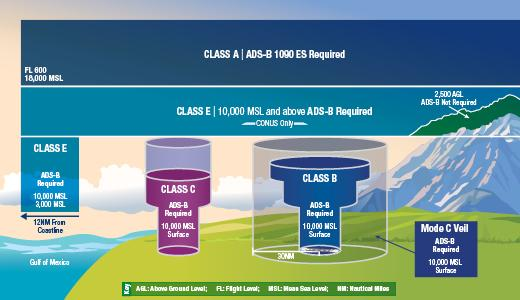 CLASS A | ADS-B 1090 ES Required
FL 600
18,000 MSL
2,500 AGL
ADS-B Not Required
CLASS E | 10,000 MSL and above ADS-B Required
CONUS Only
CLASS E
ADS-B
Required
10,000 MSL
3,000 MSL
12NM From
Coastline
Gulf of Mexico
CLASS C
ADS-B
Required
10,000 MSL
Surface
CLASS B
ADS-B
Required
10,000 MSL
Surface
30NM
Mode C Veil
ADS-B
Required
10,000 MSL
Surface
AGL: Above Ground Level; FL: Flight Level; MSL: Mean Sea Level; NM: Nautical Miles